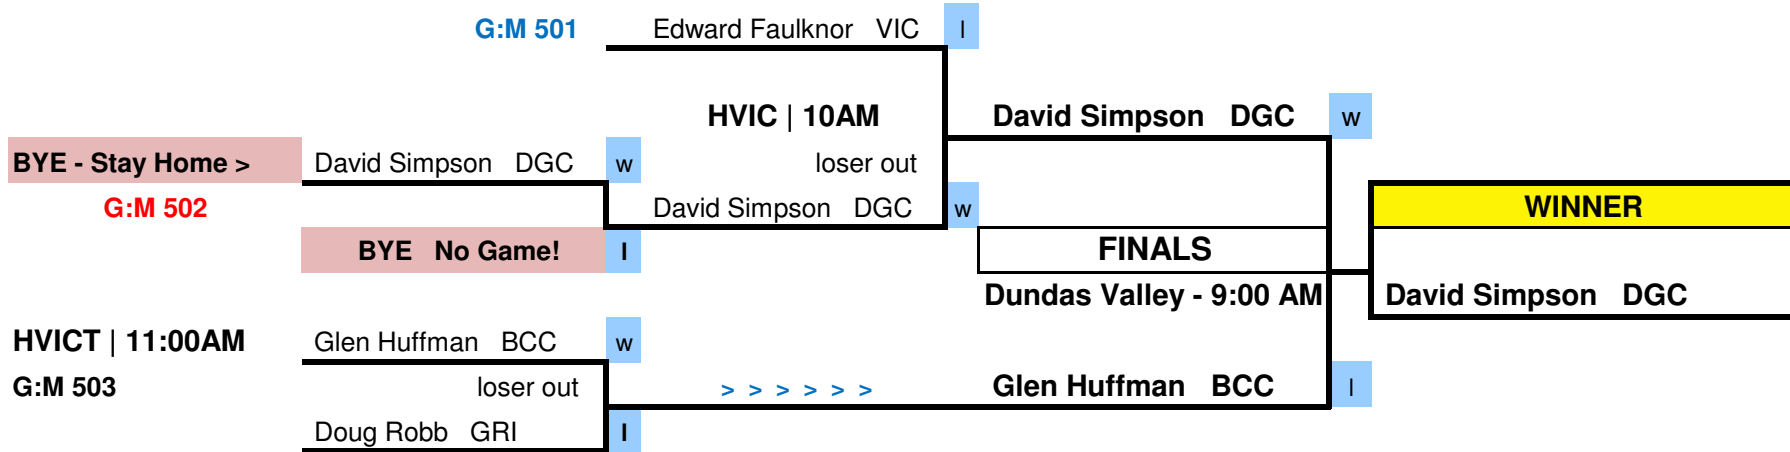 G:M 501 Edward Faulknor VIC l
HVIC | 10AM David Simpson DGC w
BYE - Stay Home > David Simpson DGC w loser out
G:M 502 David Simpson DGC w WINNER
BYE No Game! l FINALS
Dundas Valley - 9:00 AM David Simpson DGC
HVICT | 11:00AM Glen Huffman BCC w
G:M 503 loser out > > > > > > Glen Huffman BCC l
Doug Robb GRI l